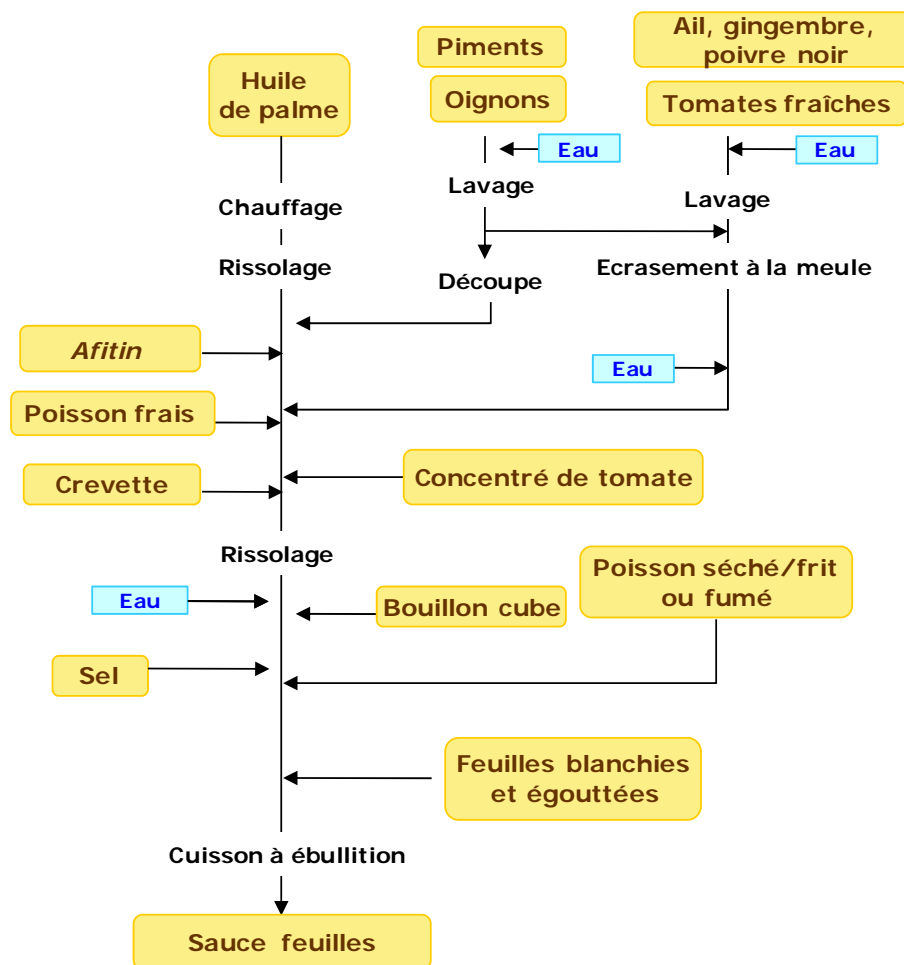 Piments
Ail, gingembre,
poivre noir
Huile
de palme
Oignons
Tomates fraîches
Eau
Eau
Lavage
Lavage
Chauffage
Rissolage
Découpe
Ecrasement à la meule
Afitin
Eau
Poisson frais
Crevette
Concentré de tomate
Rissolage
Poisson séché/frit
ou fumé
Eau
Bouillon cube
Sel
Feuilles blanchies
et égouttées
Cuisson à ébullition
Sauce feuilles